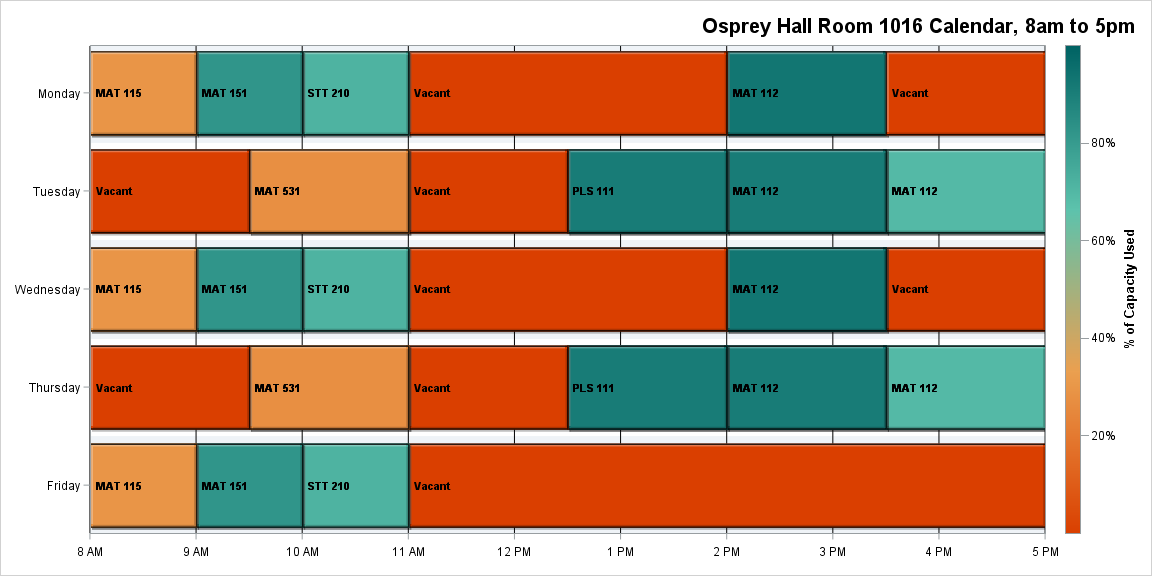 Osprey Hall Room 1016 Calendar, 8am to 5pm
Monday MAT 115 MAT 151 STT 210 Vacant MAT 112 Vacant
80%
Tuesday Vacant MAT 531 Vacant PLS 111 MAT 112 MAT 112
60%
% of Capacity Used
Wednesday MAT 115 MAT 151 STT 210 Vacant MAT 112 Vacant
40%
Thursday Vacant MAT 531 Vacant PLS 111 MAT 112 MAT 112
20%
Friday MAT 115 MAT 151 STT 210 Vacant
8 AM 9 AM 10 AM 11 AM 12 PM 1 PM 2 PM 3 PM 4 PM 5 PM